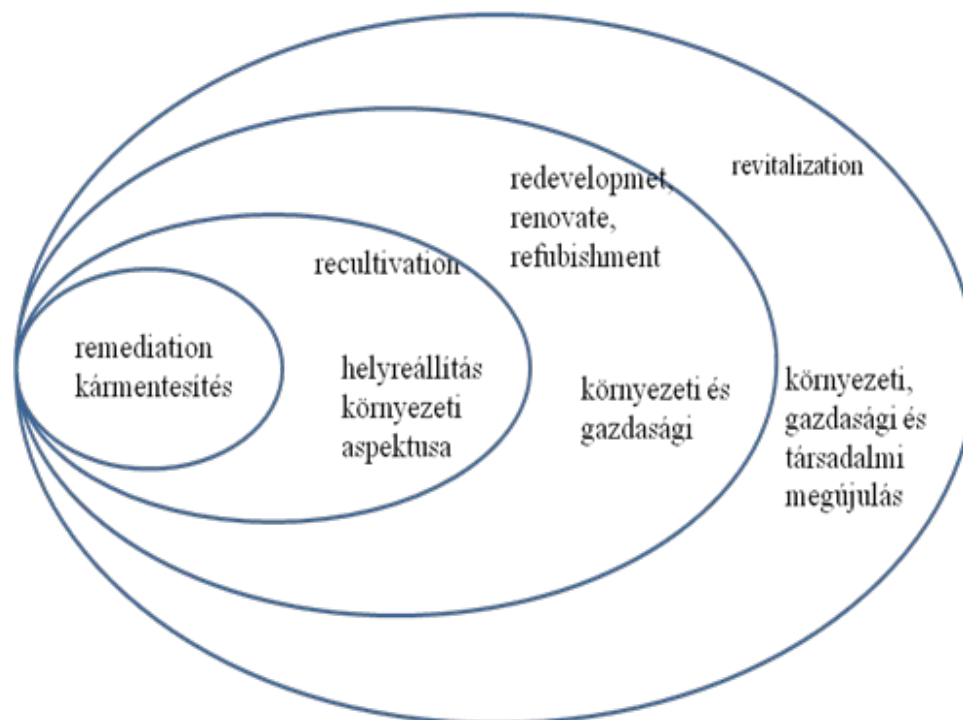 remediation
kármentesítés
recultivation
helyreállítás
környezeti
aspektusa
redevelopmet,
renovate,
refubishment
környezeti és
gazdasági
revitalization
környezeti,
gazdasági és
társadalmi
megújulás